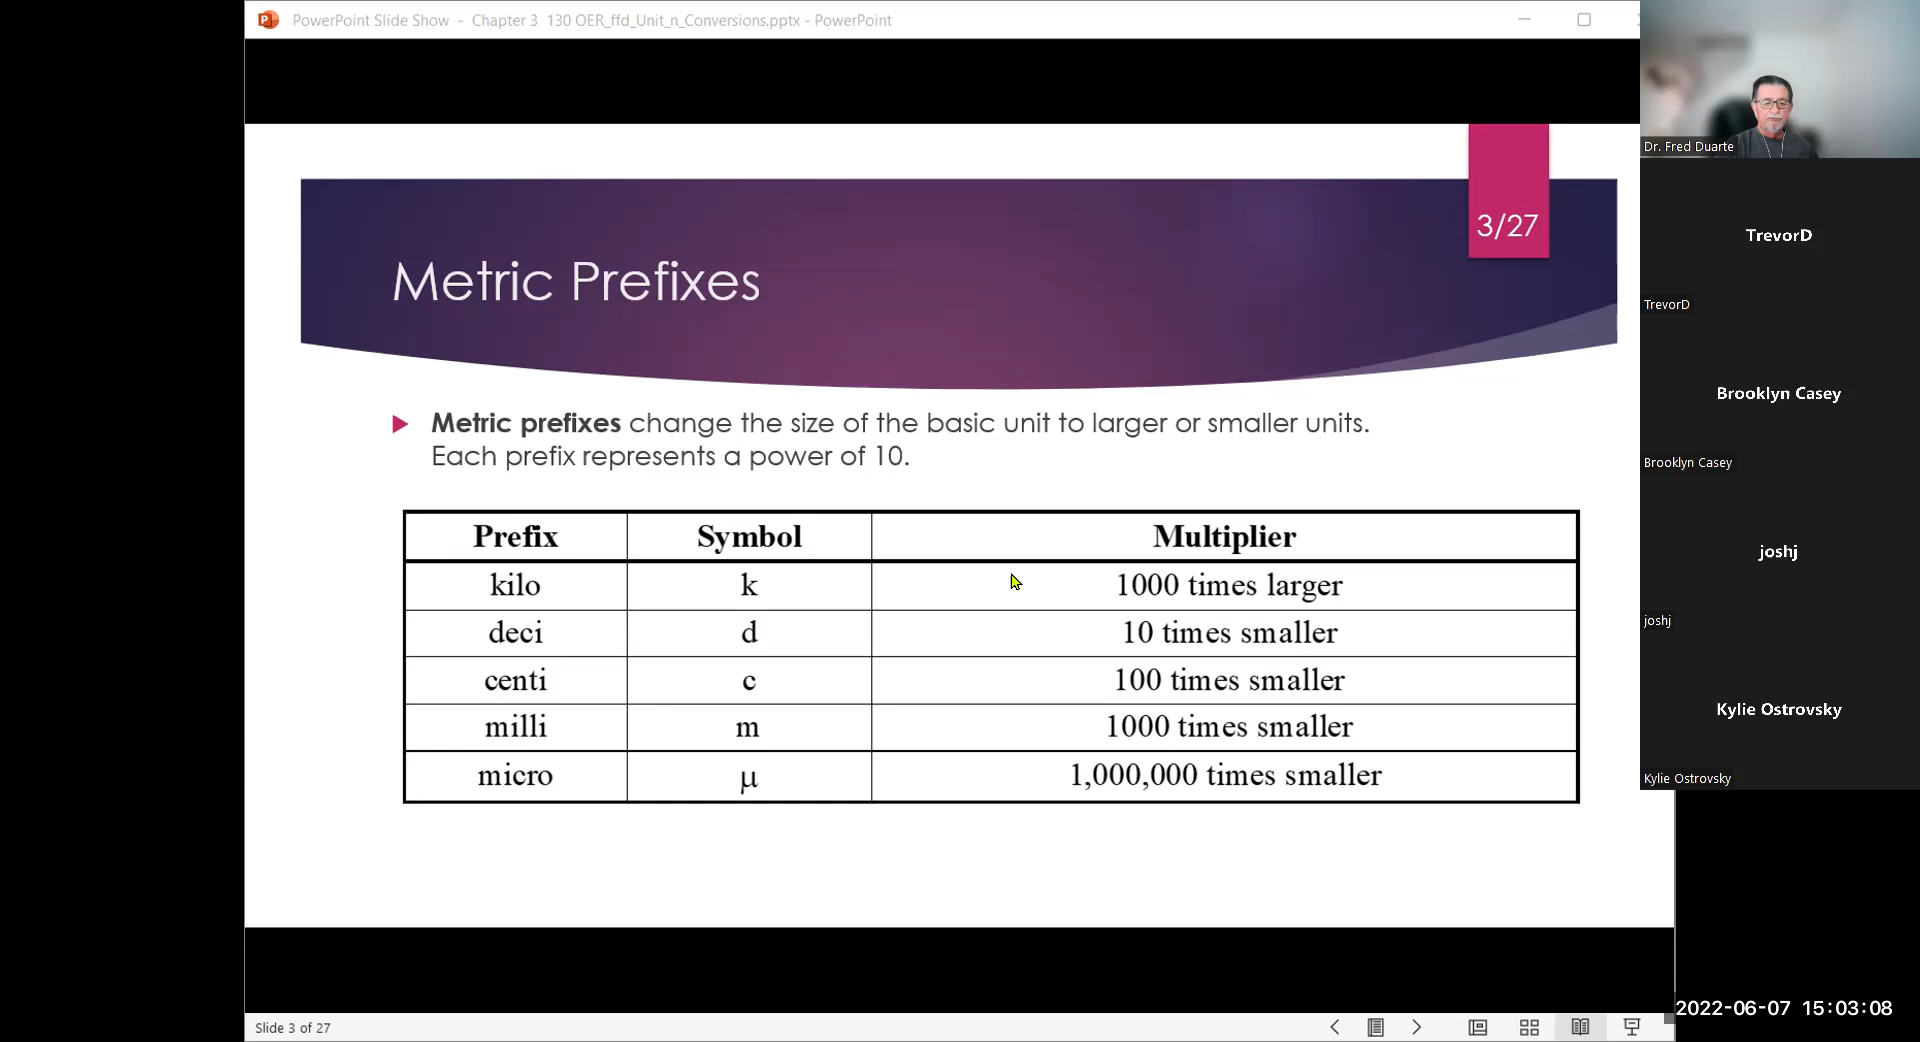 PowerPoint Slide Show - Chapter 3 130 OER_ffd_Unit_n_Conversions.pptx - PowerPoint
Dr. Fred Duarte
3/27
Metric Prefixes
TrevorD
TrevorD
Metric prefixes change the size of the basic unit to larger or smaller units.
Each prefix represents a power of 10.
Brooklyn Casey
Brooklyn Casey
Prefix Symbol Multiplier
kilo k 1000 times larger
deci d 10 times smaller
centi c 100 times smaller
milli m 1000 times smaller
micro μ 1,000,000 times smaller
joshj
joshj
Kylie Ostrovsky
Kylie Ostrovsky
2022-06-07 15:03:08
Slide 3 of 27